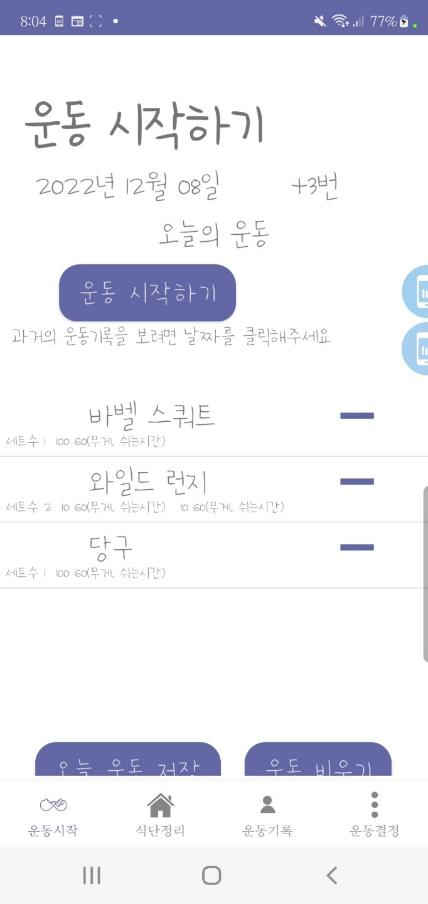 8:04 77%
운동 시작하기
2022년 12월 08일 +3번
오늘의 운동
운동 시작하기
과거의 운동기록을 보려면 날짜를 클릭해주세요
바벨 스쿼트
세트수 1 100 60(무게, 쉬는시간)
와일드 런지
세트수 2 10 60(무게, 쉬는시간) 10 60(무게, 쉬는시간)
당구
세트수 1 100 60(무게, 쉬는시간)
오늘 운동 저장 운동 비우기
운동시작 식단정리 운동기록 운동결정